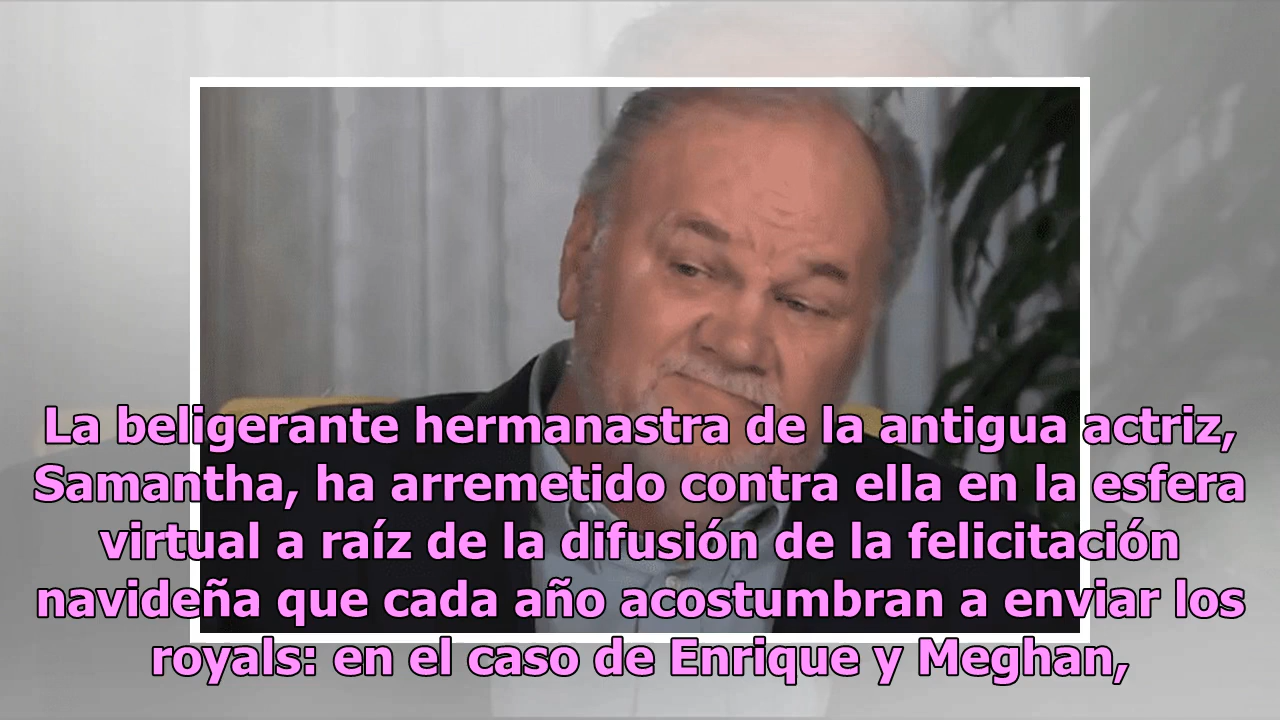 La beligerante hermanastra de la antigua actriz,
Samantha, ha arremetido contra ella en la esfera
virtual a raíz de la difusión de la felicitación
navideña que cada año acostumbran a enviar los
royals: en el caso de Enrique y Meghan,